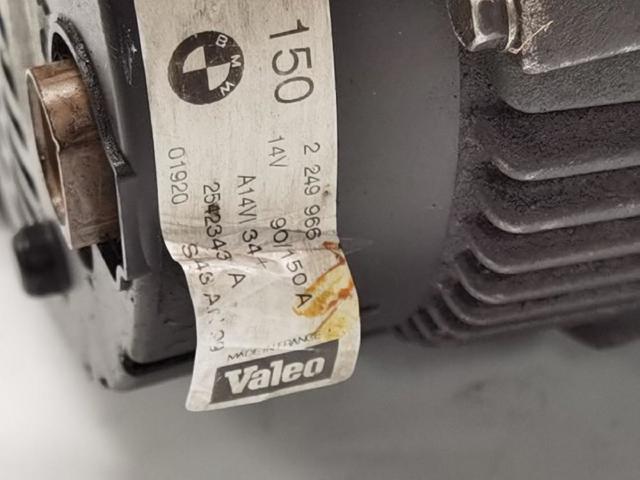 BMW
150
2 249 966
14V 90/150 A
A14VI 34
2542343 A
01920
MADE IN FRANCE
Valeo